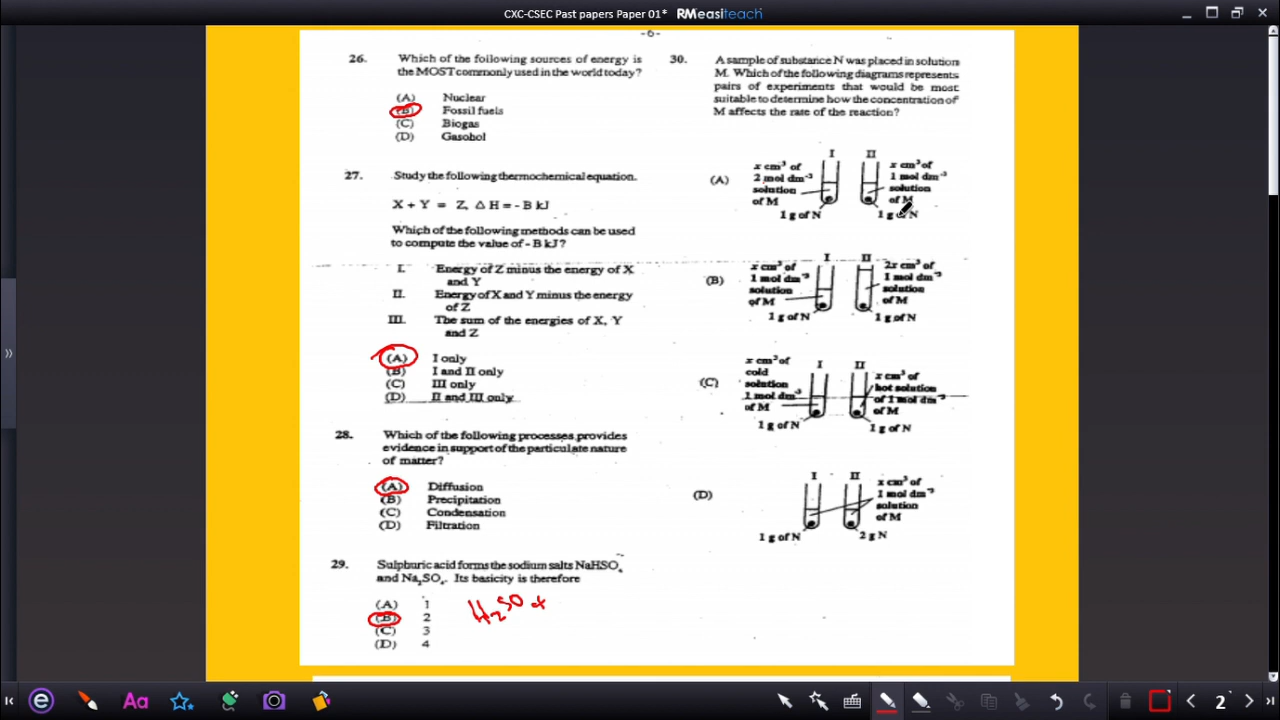 CXC-CSEC Past papers Paper 01* RMeasiteach
-6-
26. Which of the following sources of energy is
the MOST commonly used in the world today?
(A) Nuclear
(B) Fossil fuels
(C) Biogas
(D) Gasohol
27. Study the following thermochemical equation.
X + Y = Z, Δ H = - B kJ
Which of the following methods can be used
to compute the value of - B kJ?
I. Energy of Z minus the energy of X
and Y
II. Energy of X and Y minus the energy
of Z
III. The sum of the energies of X, Y
and Z
(A) I only
(B) I and II only
(C) III only
(D) II and III only
28. Which of the following processes provides
evidence in support of the particulate nature
of matter?
(A) Diffusion
(B) Precipitation
(C) Condensation
(D) Filtration
29. Sulphuric acid forms the sodium salts NaHSO₄
and Na₂SO₄. Its basicity is therefore
(A) 1
(B) 2
(C) 3
(D) 4
H₂SO₄
30. A sample of substance N was placed in solution
M. Which of the following diagrams represents
pairs of experiments that would be most
suitable to determine how the concentration of
M affects the rate of the reaction?
(A)
I II
x cm³ of
2 mol dm⁻³
solution
of M
1 g of N
x cm³ of
1 mol dm⁻³
solution
of M
1 g of N
(B)
I II
x cm³ of
1 mol dm⁻³
solution
of M
1 g of N
2x cm³ of
1 mol dm⁻³
solution
of M
1 g of N
(C)
I II
x cm³ of
cold
solution
1 mol dm⁻³
of M
1 g of N
x cm³ of
hot solution
of 1 mol dm⁻³
of M
1 g of N
(D)
I II
x cm³ of
1 mol dm⁻³
solution
of M
1 g of N
2 g N
Aa
2